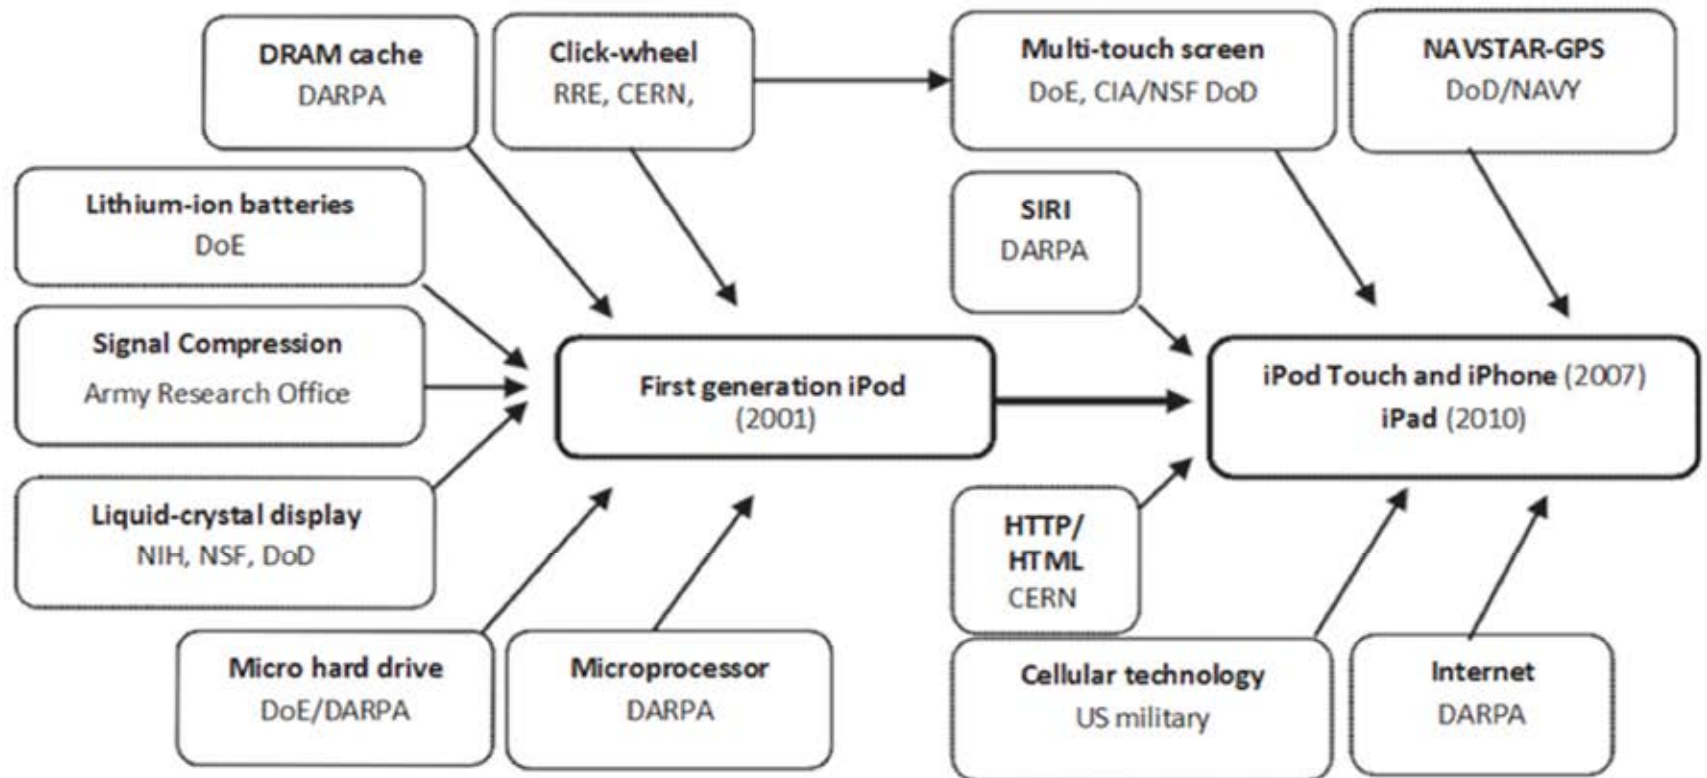 DRAM cache
DARPA
Click-wheel
RRE, CERN,
Multi-touch screen
DoE, CIA/NSF DoD
NAVSTAR-GPS
DoD/NAVY
Lithium-ion batteries
DoE
SIRI
DARPA
Signal Compression
Army Research Office
First generation iPod
(2001)
iPod Touch and iPhone (2007)
iPad (2010)
Liquid-crystal display
NIH, NSF, DoD
HTTP/
HTML
CERN
Micro hard drive
DoE/DARPA
Microprocessor
DARPA
Cellular technology
US military
Internet
DARPA